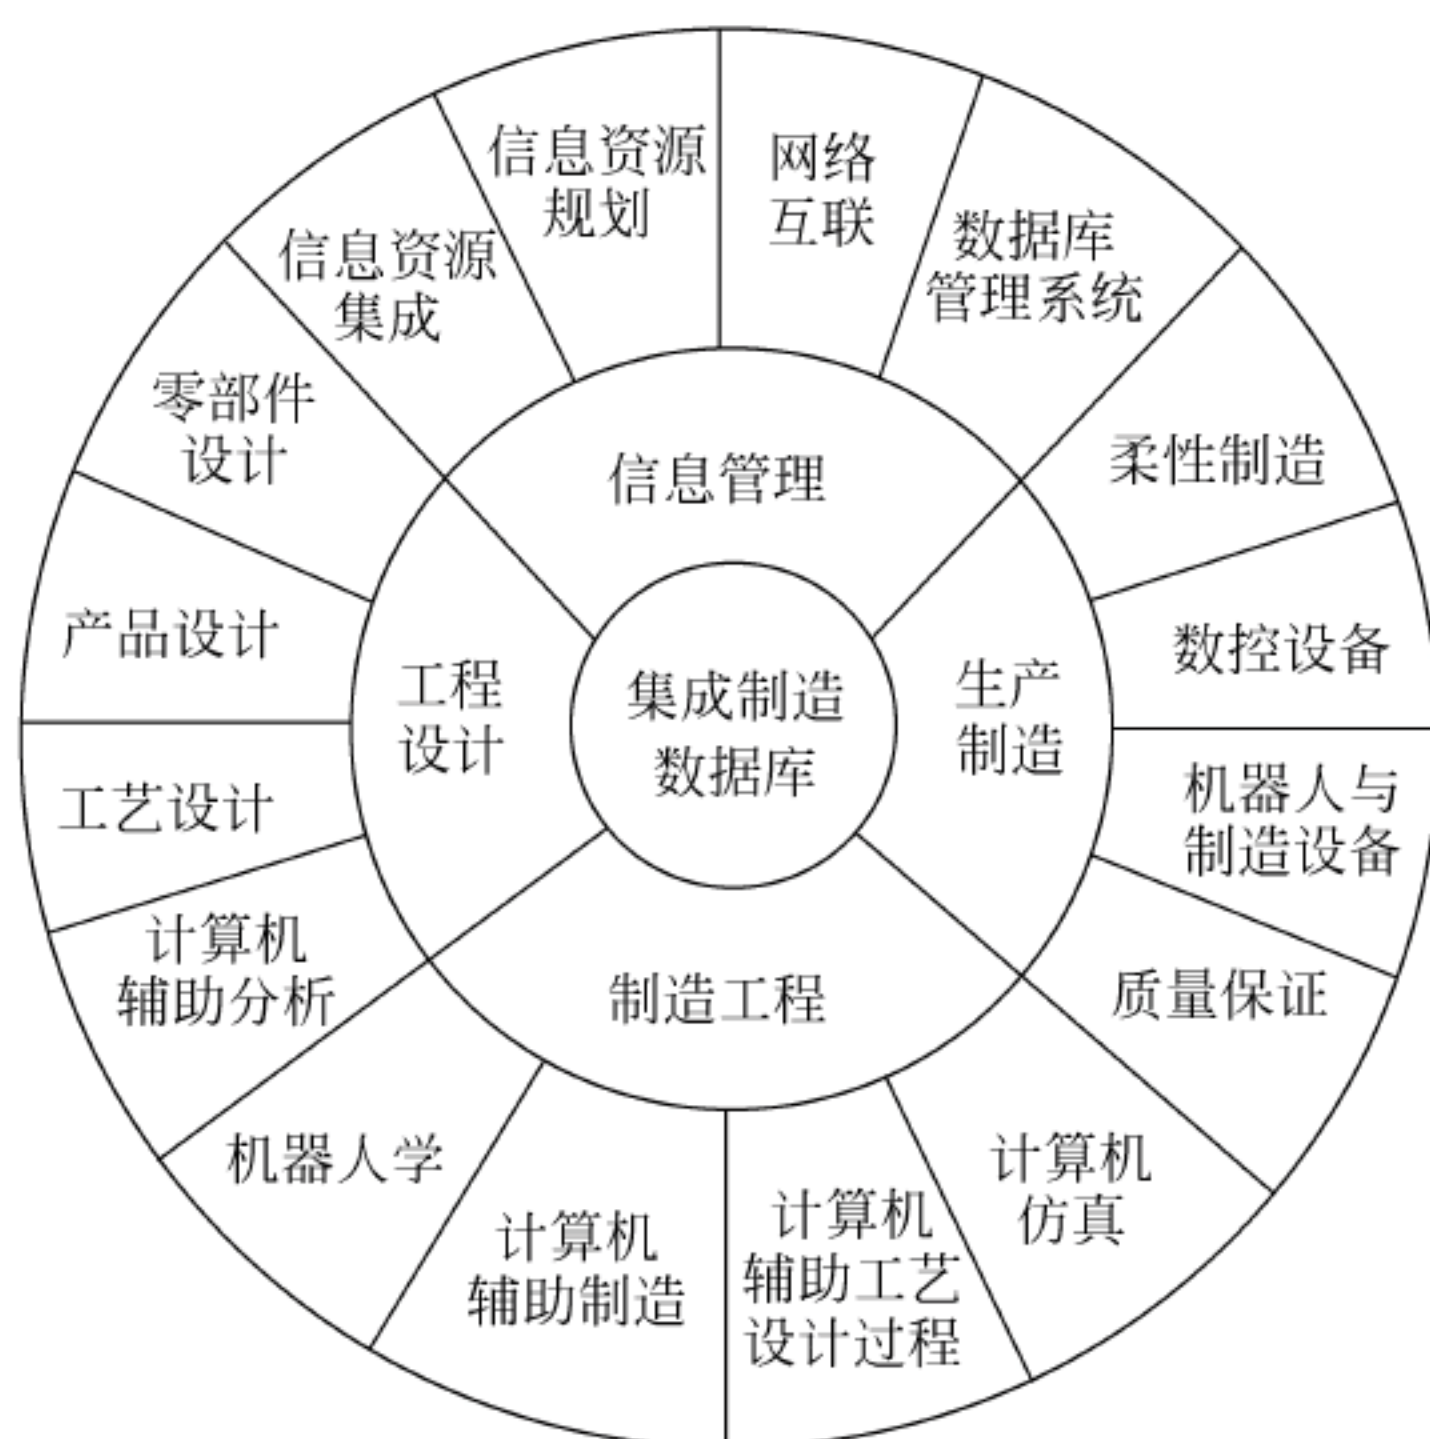 信息资源
规划
网络
互联
数据库
管理系统
信息资源
集成
零部件
设计
柔性制造
信息管理
产品设计
数控设备
工程
设计
集成制造
数据库
生产
制造
工艺设计
机器人与
制造设备
计算机
辅助分析
制造工程
质量保证
机器人学
计算机
辅助制造
计算机
辅助工艺
设计过程
计算机
仿真